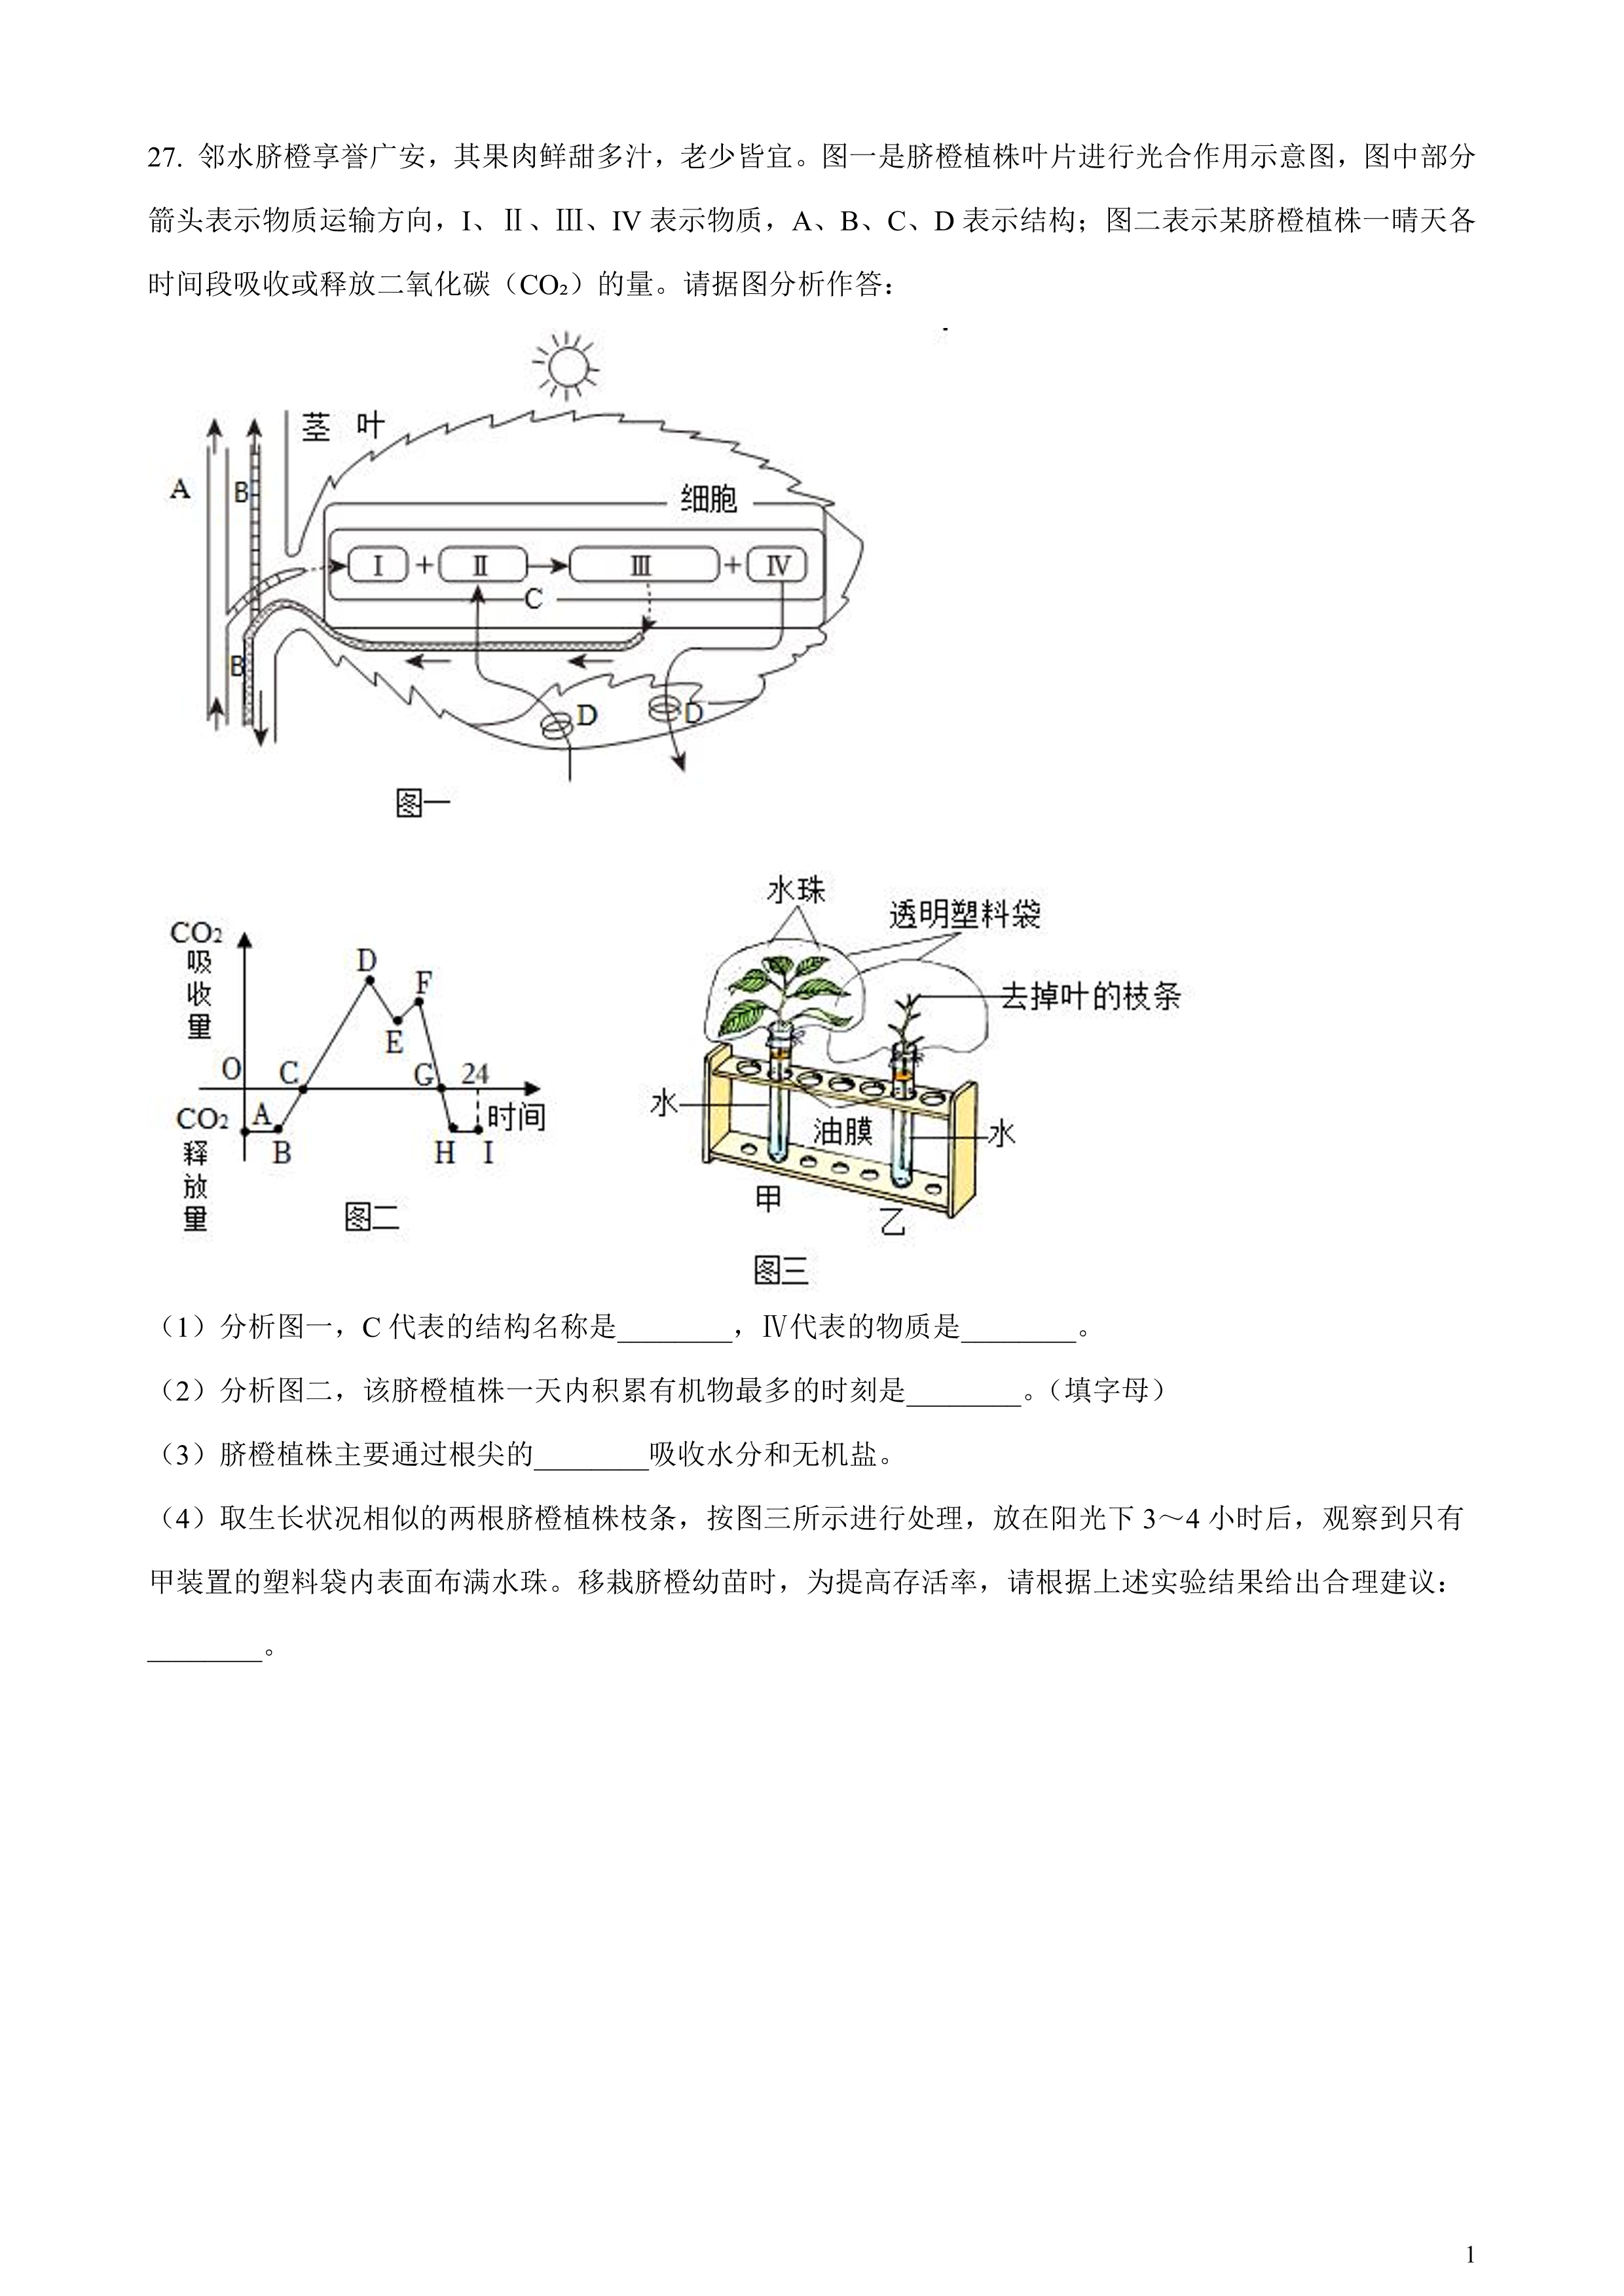 27. 邻水脐橙享誉广安，其果肉鲜甜多汁，老少皆宜。图一是脐橙植株叶片进行光合作用示意图，图中部分
箭头表示物质运输方向，I、Ⅱ、Ⅲ、IV 表示物质，A、B、C、D 表示结构；图二表示某脐橙植株一晴天各
时间段吸收或释放二氧化碳（CO₂）的量。请据图分析作答：
茎 叶
A
B
细胞
Ⅰ + Ⅱ Ⅲ + Ⅳ
C
B
D
D
图一
CO₂
吸
收
量
D
F
E
O
C
G
24
CO₂
释
放
量
A
B
H
I
时间
图二
水珠
透明塑料袋
去掉叶的枝条
水
油膜
水
甲
乙
图三
（1）分析图一，C 代表的结构名称是________，Ⅳ代表的物质是________。
（2）分析图二，该脐橙植株一天内积累有机物最多的时刻是________。（填字母）
（3）脐橙植株主要通过根尖的________吸收水分和无机盐。
（4）取生长状况相似的两根脐橙植株枝条，按图三所示进行处理，放在阳光下 3～4 小时后，观察到只有
甲装置的塑料袋内表面布满水珠。移栽脐橙幼苗时，为提高存活率，请根据上述实验结果给出合理建议：
________。
1